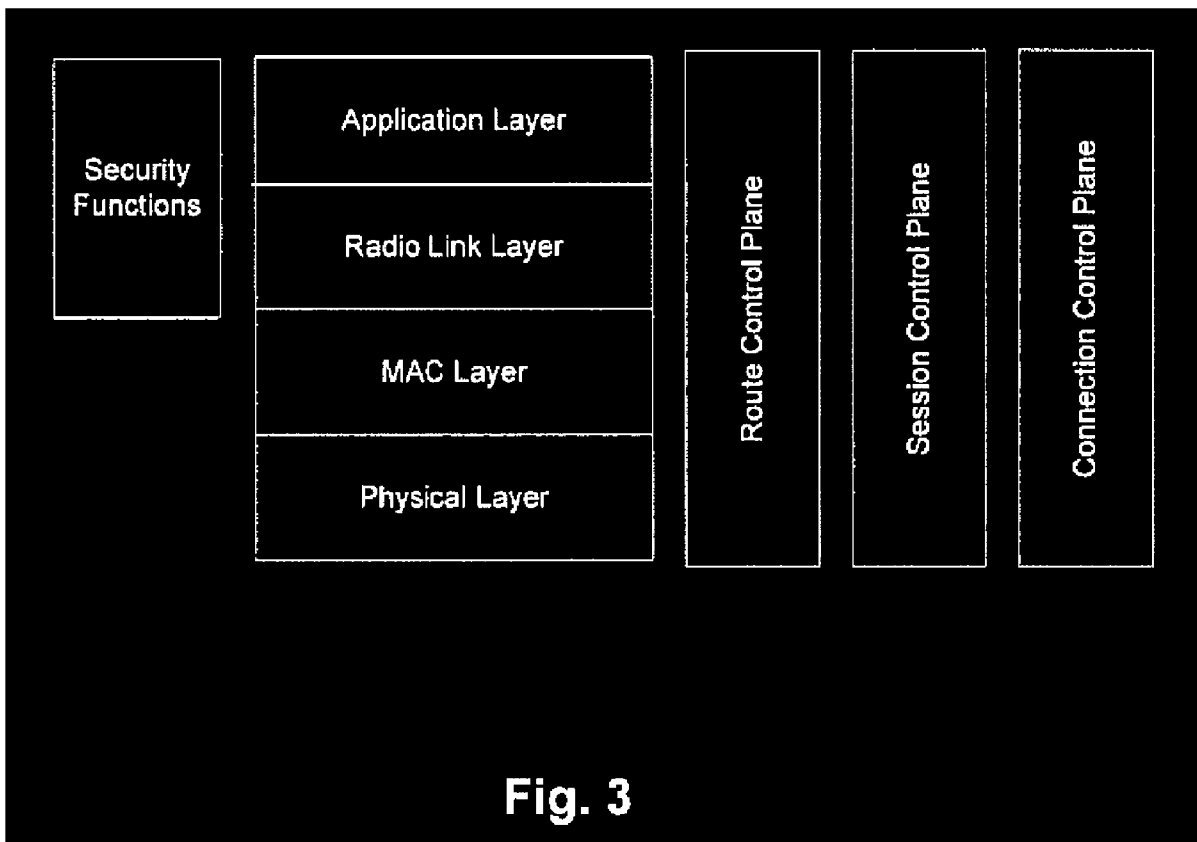 Security
Functions
Application Layer
Radio Link Layer
MAC Layer
Physical Layer
Route Control Plane
Session Control Plane
Connection Control Plane
Fig. 3